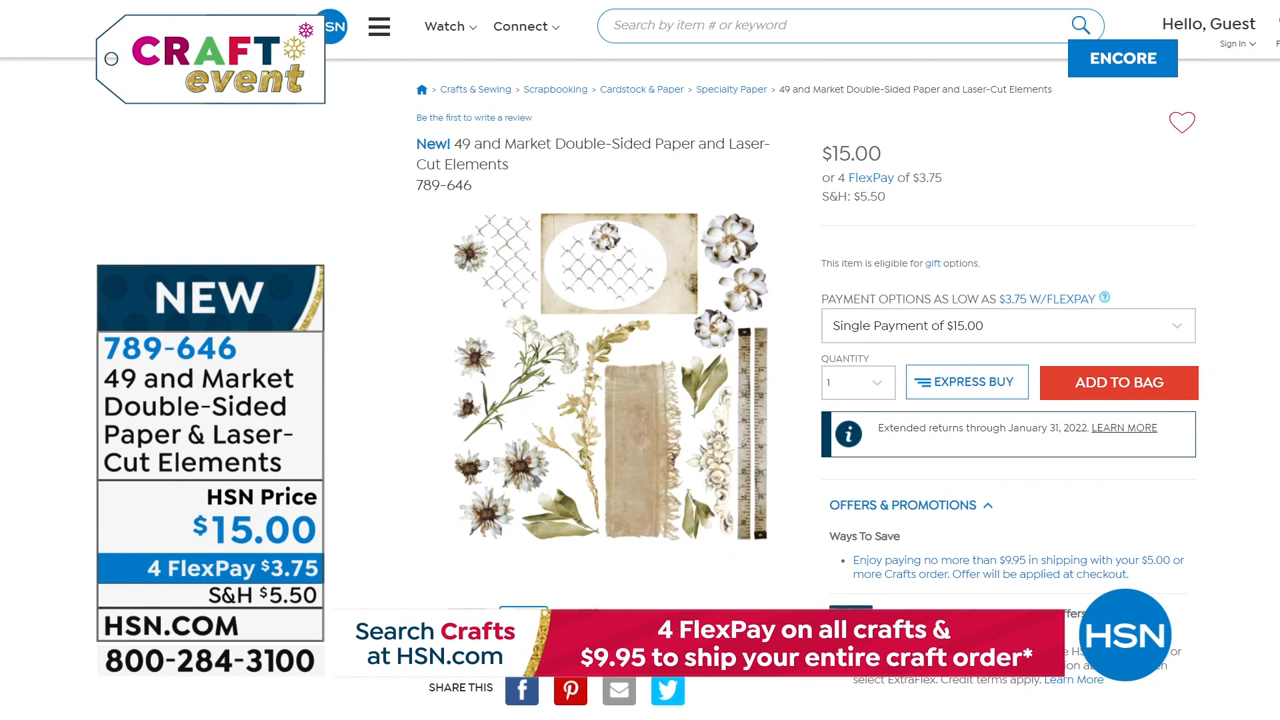 CRAFT
event
HSN
Watch
Connect
Search by item # or keyword
Hello, Guest
Sign In
ENCORE
> Crafts & Sewing > Scrapbooking > Cardstock & Paper > Specialty Paper > 49 and Market Double-Sided Paper and Laser-Cut Elements
Be the first to write a review
New! 49 and Market Double-Sided Paper and Laser-
Cut Elements
789-646
$15.00
or 4 FlexPay of $3.75
S&H: $5.50
This item is eligible for gift options.
PAYMENT OPTIONS AS LOW AS $3.75 W/FLEXPAY ?
Single Payment of $15.00
QUANTITY
1
EXPRESS BUY
ADD TO BAG
Extended returns through January 31, 2022. LEARN MORE
OFFERS & PROMOTIONS
Ways To Save
• Enjoy paying no more than $9.95 in shipping with your $5.00 or
more Crafts order. Offer will be applied at checkout.
select ExtraFlex. Credit terms apply. Learn More
NEW
789-646
49 and Market
Double-Sided
Paper & Laser-
Cut Elements
HSN Price
$15.00
4 FlexPay $3.75
S&H $5.50
HSN.COM
800-284-3100
Search Crafts
at HSN.com
4 FlexPay on all crafts &
$9.95 to ship your entire craft order*
HSN
SHARE THIS